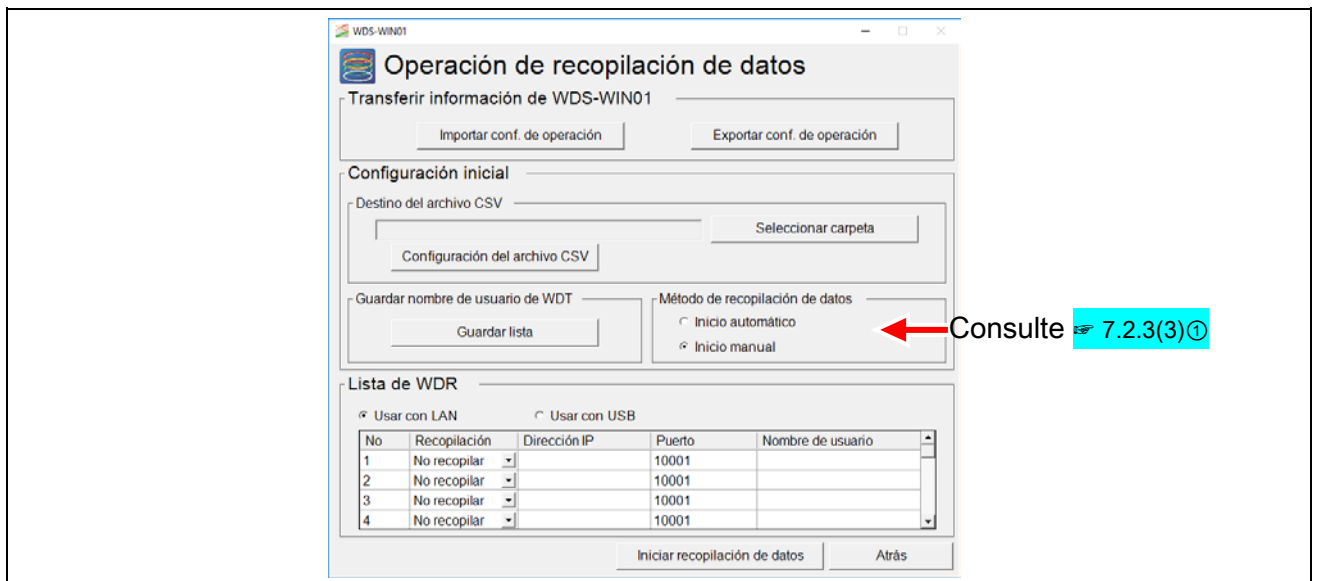 WDS-WIN01
Operación de recopilación de datos
Transferir información de WDS-WIN01
Importar conf. de operación
Exportar conf. de operación
Configuración inicial
Destino del archivo CSV
Seleccionar carpeta
Configuración del archivo CSV
Guardar nombre de usuario de WDT
Guardar lista
Método de recopilación de datos
Inicio automático
Inicio manual
Consulte ☞ 7.2.3(3)①
Lista de WDR
Usar con LAN Usar con USB
No Recopilación Dirección IP Puerto Nombre de usuario
1 No recopilar 10001
2 No recopilar 10001
3 No recopilar 10001
4 No recopilar 10001
Iniciar recopilación de datos Atrás